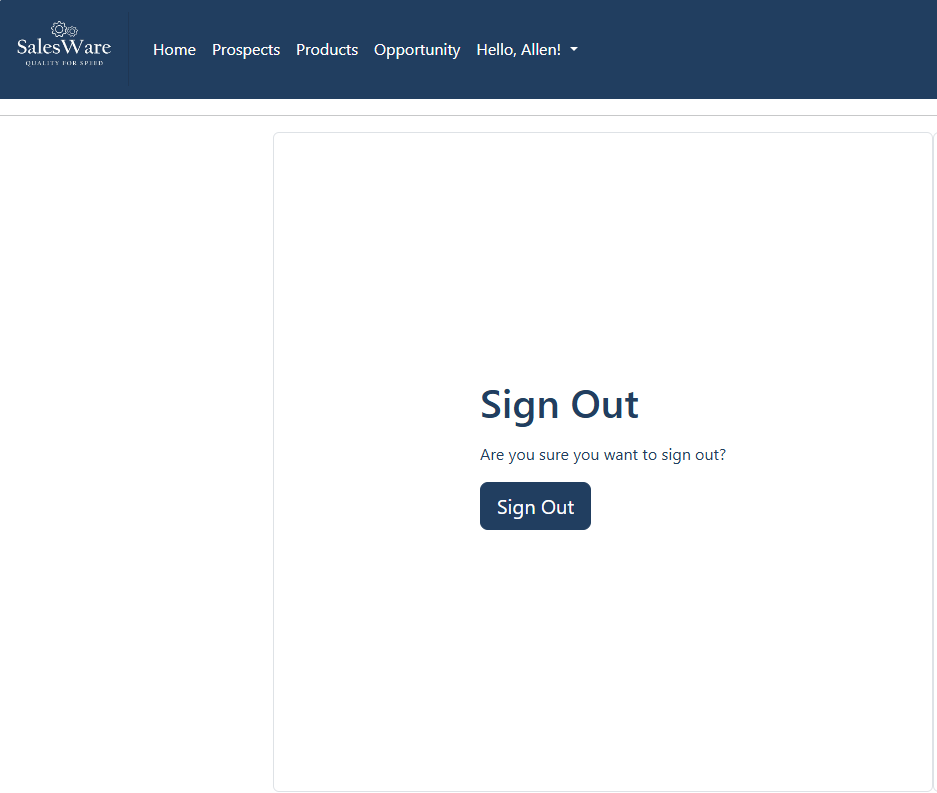 SalesWare
QUALITY FOR SPEED
Home Prospects Products Opportunity Hello, Allen!
Sign Out
Are you sure you want to sign out?
Sign Out